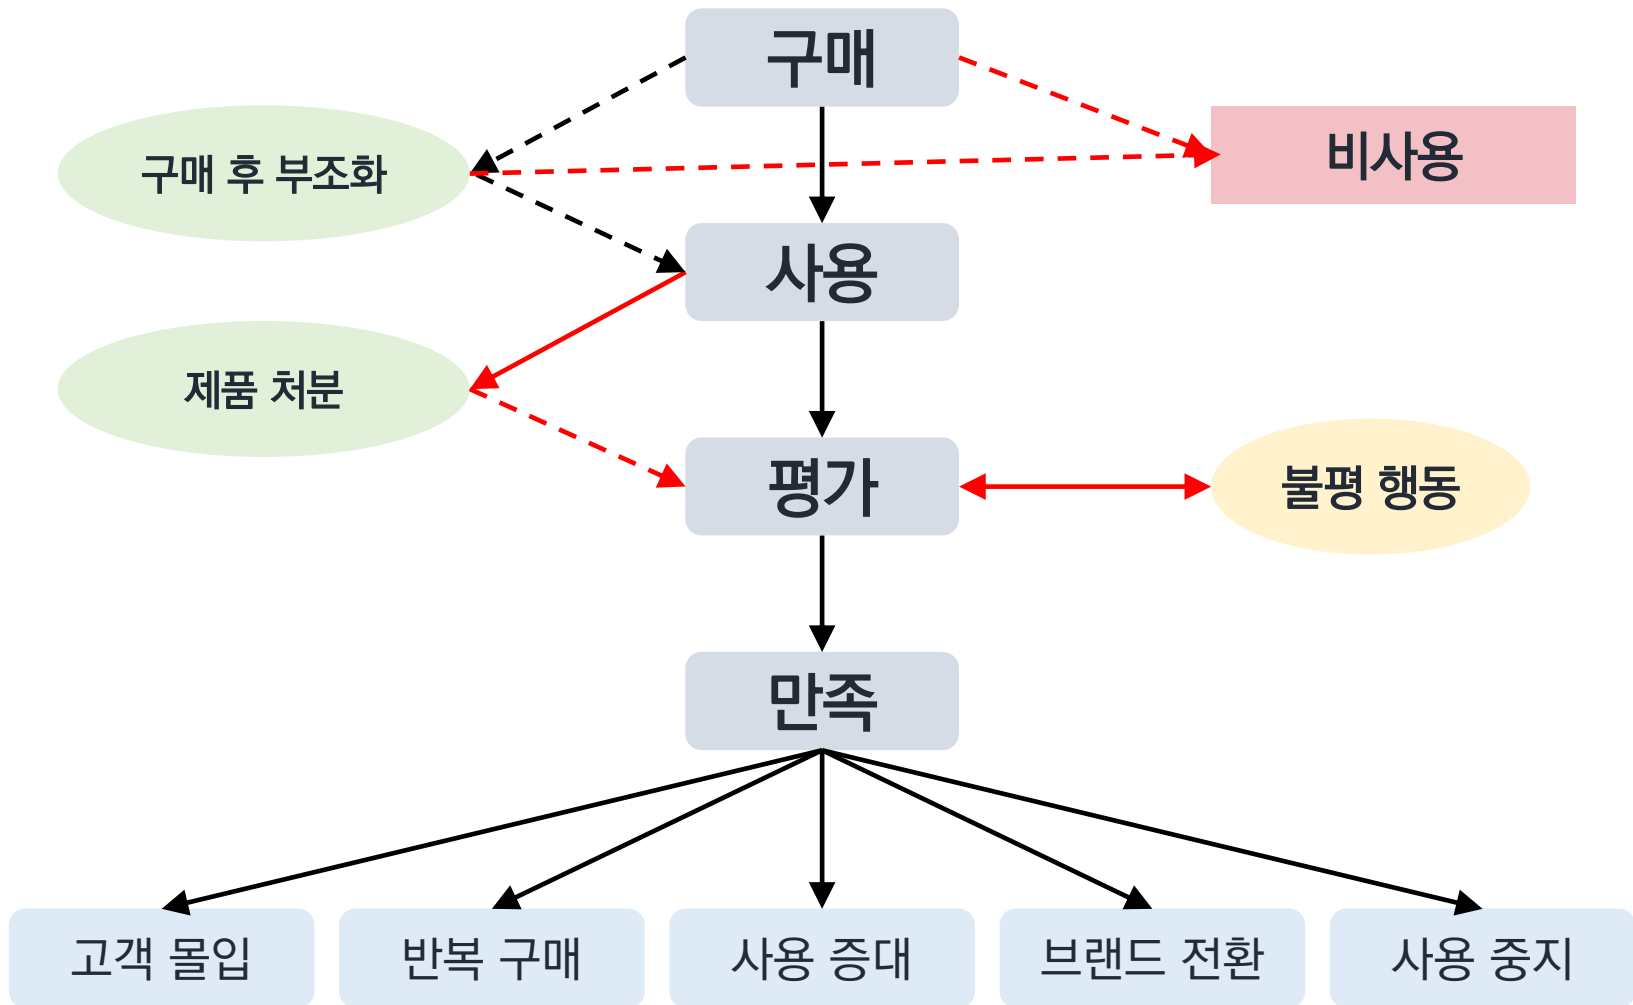 구매
구매 후 부조화
비사용
사용
제품 처분
평가
불평 행동
만족
고객 몰입
반복 구매
사용 증대
브랜드 전환
사용 중지